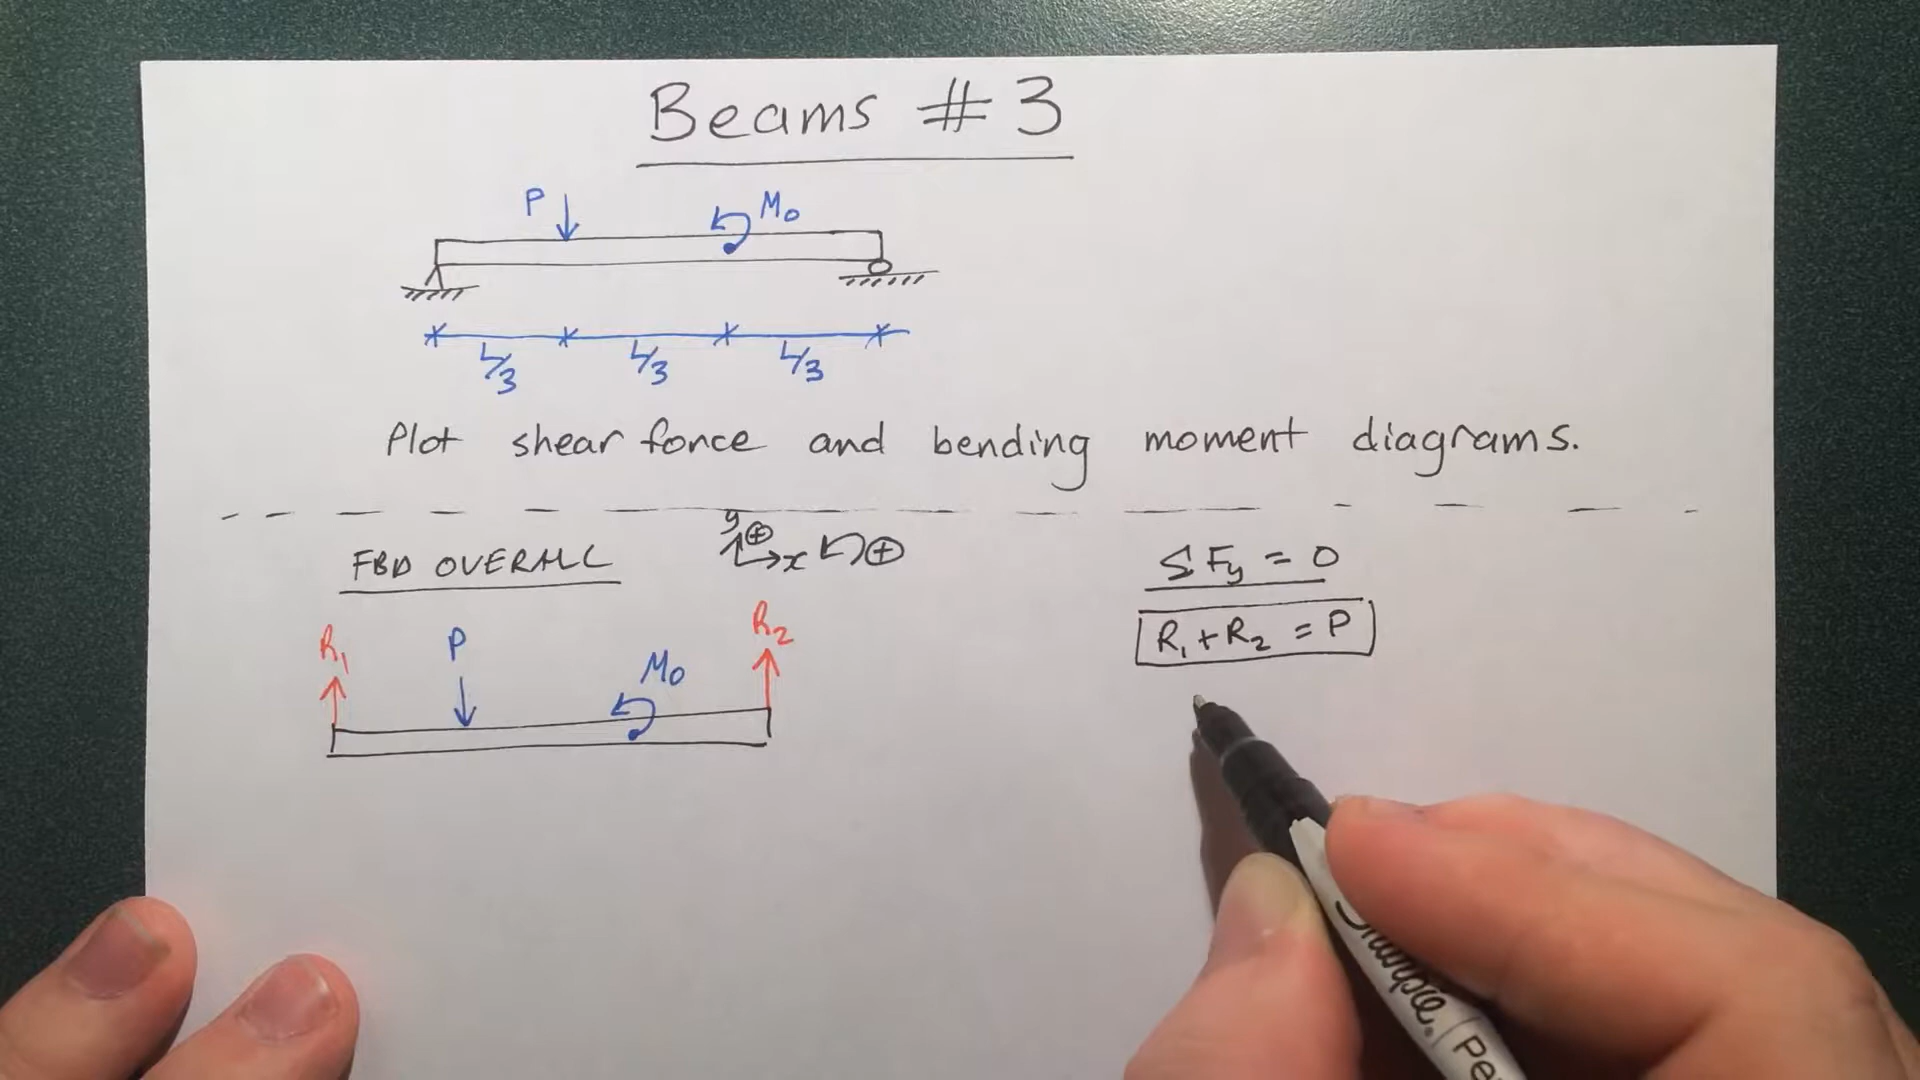 Beams #3
P M₀
L/3 L/3 L/3
Plot shear force and bending moment diagrams.
FBD OVERALL
y ⊕ x ⊕
R₁ P M₀ R₂
ΣFy = 0
R₁ + R₂ = P
Sharpie. Pe